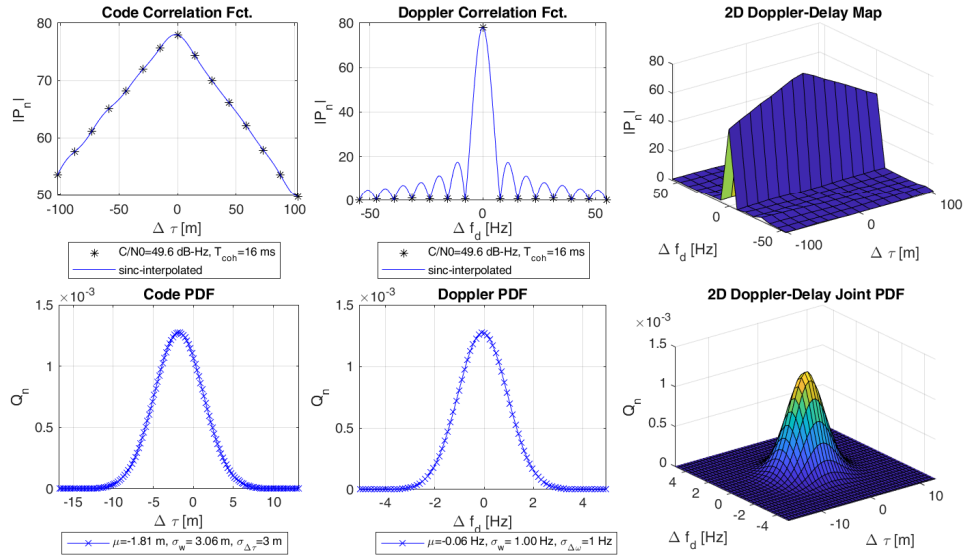 Code Correlation Fct.
80
70
60
50
|P_n|
-100 -50 0 50 100
Δ τ [m]
C/N0=49.6 dB-Hz, T_coh=16 ms
sinc-interpolated
Doppler Correlation Fct.
80
60
40
20
0
|P_n|
-50 0 50
Δ f_d [Hz]
C/N0=49.6 dB-Hz, T_coh=16 ms
sinc-interpolated
2D Doppler-Delay Map
80
60
40
20
0
|P_n|
50 0 -50
Δ f_d [Hz]
-100 0 100
Δ τ [m]
Code PDF
×10^-3
1.5
1
0.5
0
Q_n
-15 -10 -5 0 5 10
Δ τ [m]
μ=-1.81 m, σ_w= 3.06 m, σ_Δτ=3 m
Doppler PDF
×10^-3
1.5
1
0.5
0
Q_n
-4 -2 0 2 4
Δ f_d [Hz]
μ=-0.06 Hz, σ_w= 1.00 Hz, σ_Δω=1 Hz
2D Doppler-Delay Joint PDF
×10^-3
1.5
1
0.5
0
Q_n
4 2 0 -2 -4
Δ f_d [Hz]
-10 0 10
Δ τ [m]